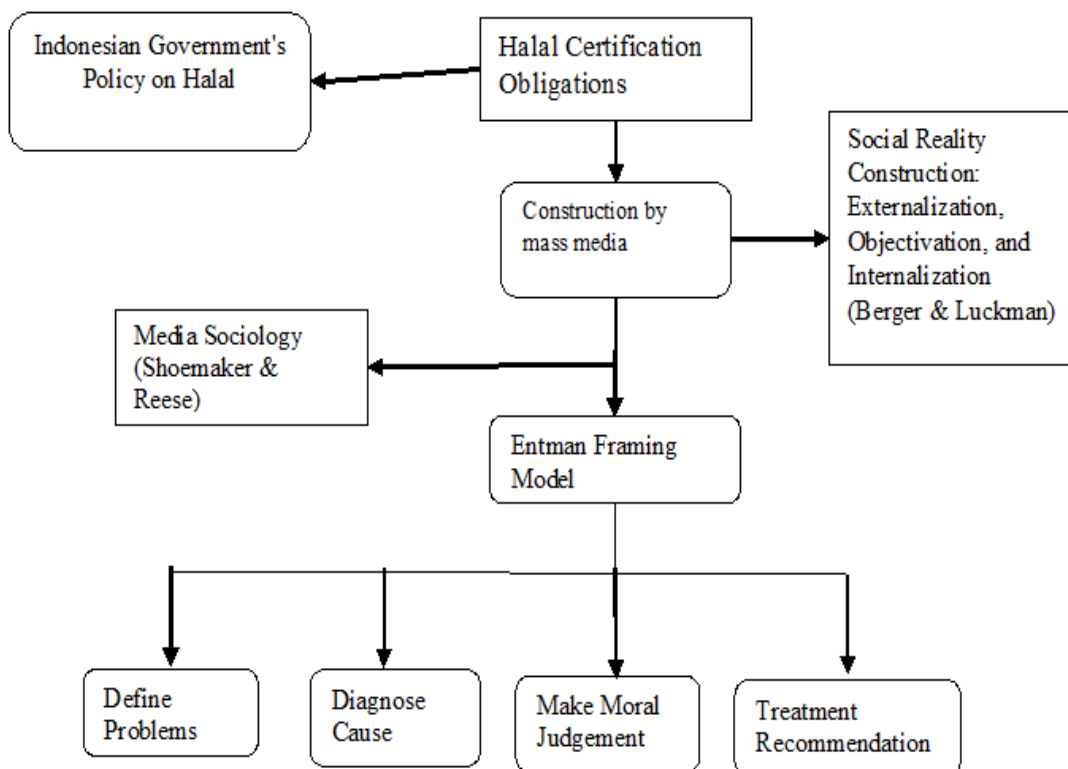 Indonesian Government's
Policy on Halal
Halal Certification
Obligations
Social Reality
Construction:
Externalization,
Objectivation, and
Internalization
(Berger & Luckman)
Construction by
mass media
Media Sociology
(Shoemaker &
Reese)
Entman Framing
Model
Define
Problems
Diagnose
Cause
Make Moral
Judgement
Treatment
Recommendation